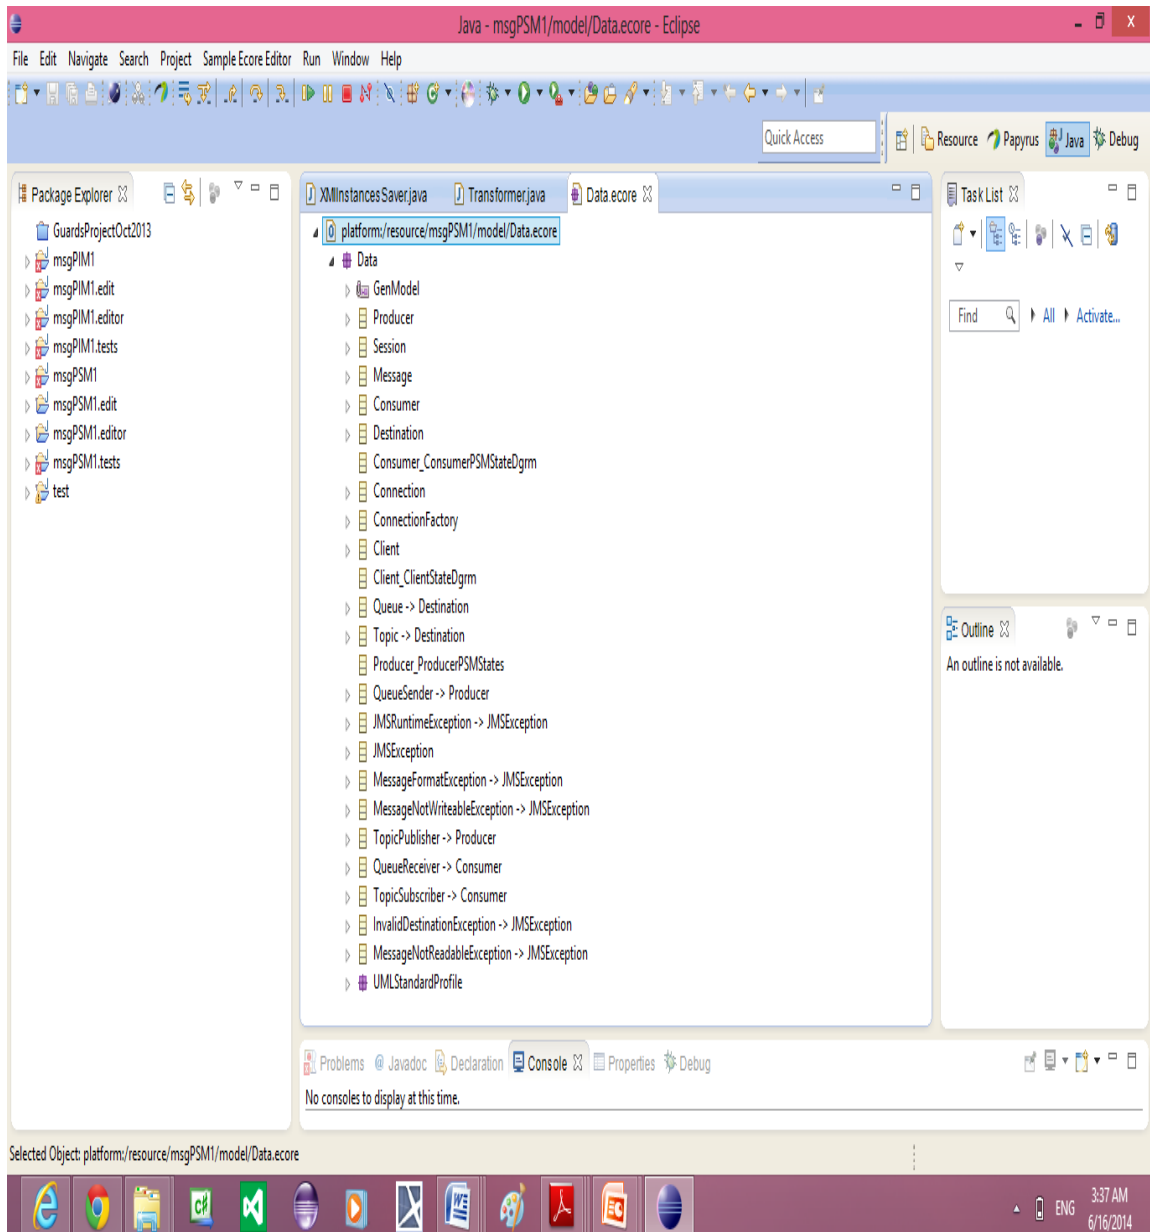 Java - msgPSM1/model/Data.ecore - Eclipse
File Edit Navigate Search Project Sample Ecore Editor Run Window Help
Quick Access
Resource Papyrus Java Debug
Package Explorer
GuardsProjectOct2013
msgPIM1
msgPIM1.edit
msgPIM1.editor
msgPIM1.tests
msgPSM1
msgPSM1.edit
msgPSM1.editor
msgPSM1.tests
test
XMIInstancesSaver.java Transformer.java Data.ecore
platform:/resource/msgPSM1/model/Data.ecore
Data
GenModel
Producer
Session
Message
Consumer
Destination
Consumer_ConsumerPSMStateDgrm
Connection
ConnectionFactory
Client
Client_ClientStateDgrm
Queue -> Destination
Topic -> Destination
Producer_ProducerPSMStates
QueueSender -> Producer
JMSRuntimeException -> JMSException
JMSException
MessageFormatException -> JMSException
MessageNotWriteableException -> JMSException
TopicPublisher -> Producer
QueueReceiver -> Consumer
TopicSubscriber -> Consumer
InvalidDestinationException -> JMSException
MessageNotReadableException -> JMSException
UMLStandardProfile
Task List
Find All Activate...
Outline
An outline is not available.
Problems @ Javadoc Declaration Console Properties Debug
No consoles to display at this time.
Selected Object: platform:/resource/msgPSM1/model/Data.ecore
ENG
3:37 AM
6/16/2014